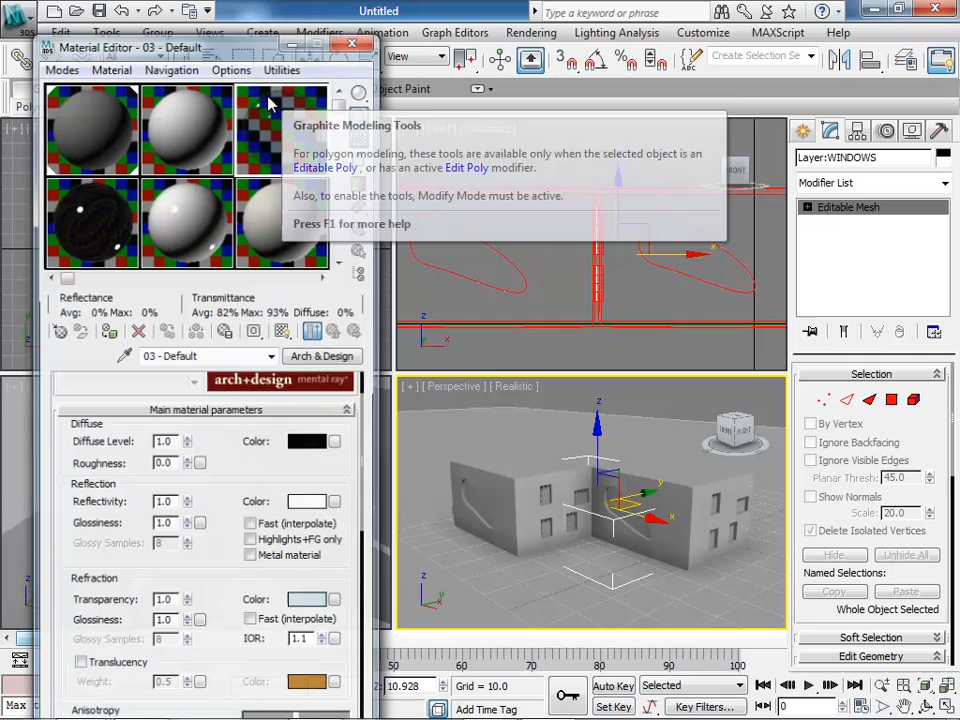 Untitled
Type a keyword or phrase
3DS
Edit Tools Group Views Create Modifiers Animation Graph Editors Rendering Lighting Analysis Customize MAXScript Help
Material Editor - 03 - Default
View
Create Selection Se
Modes Material Navigation Options Utilities
ject Paint
Graphite Modeling Tools
For polygon modeling, these tools are available only when the selected object is an
Editable Poly, or has an active Edit Poly modifier.
Also, to enable the tools, Modify Mode must be active.
Press F1 for more help
FRONT
z
x
z
x
Layer:WINDOWS
Modifier List
Editable Mesh
Reflectance
Avg: 0% Max: 0%
Transmittance
Avg: 82% Max: 93% Diffuse: 0%
03 - Default
Arch & Design
arch+design mental ray
Main material parameters
Diffuse
Diffuse Level: 1.0 Color:
Roughness: 0.0
Reflection
Reflectivity: 1.0 Color:
Glossiness: 1.0 Fast (interpolate)
Glossy Samples: 8 Highlights+FG only
Metal material
Refraction
Transparency: 1.0 Color:
Glossiness: 1.0 Fast (interpolate)
Glossy Samples: 8 IOR: 1.1
Translucency
Weight: 0.5 Color:
Anisotropy
[ + ] [ Perspective ] [ Realistic ]
z
y
x
z
x
Selection
By Vertex
Ignore Backfacing
Ignore Visible Edges
Planar Thresh: 45.0
Show Normals
Scale: 20.0
Delete Isolated Vertices
Hide Unhide All
Named Selections:
Copy Paste
Whole Object Selected
Soft Selection
Edit Geometry
50 60 70 80 90 100
Z: 10.928 Grid = 10.0
Add Time Tag
Auto Key Selected
Set Key Key Filters...
0
Max